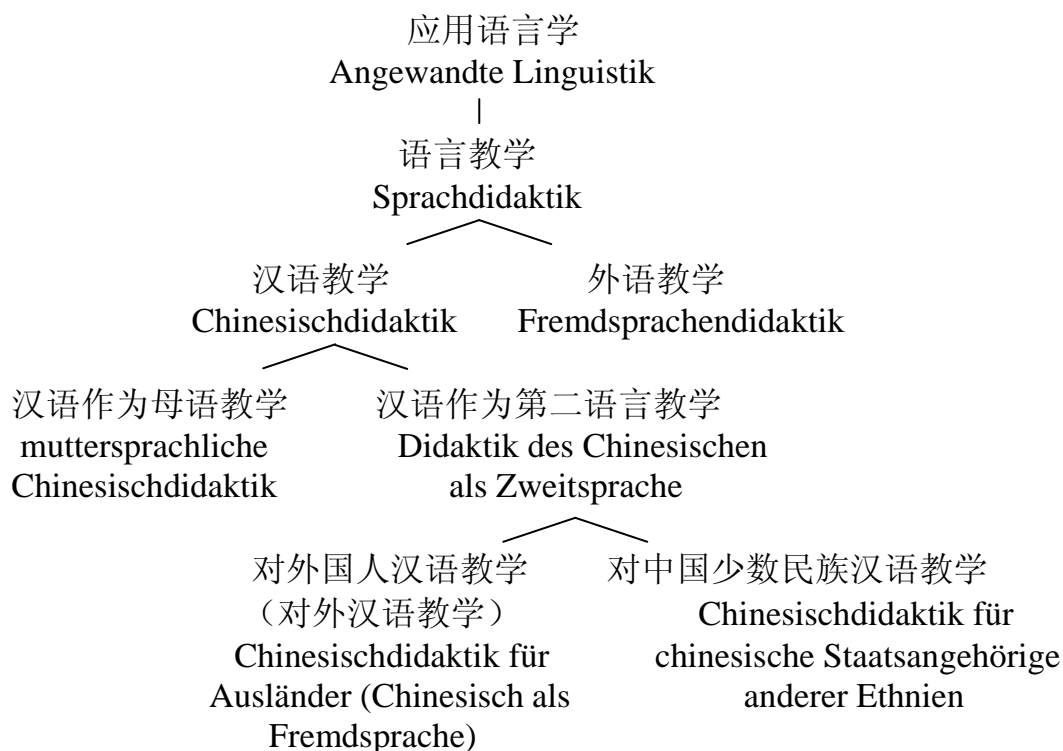 应用语言学
Angewandte Linguistik
语言教学
Sprachdidaktik
汉语教学
Chinesischdidaktik
外语教学
Fremdsprachendidaktik
汉语作为母语教学
muttersprachliche
Chinesischdidaktik
汉语作为第二语言教学
Didaktik des Chinesischen
als Zweitsprache
对外国人汉语教学
（对外汉语教学）
Chinesischdidaktik für
Ausländer (Chinesisch als
Fremdsprache)
对中国少数民族汉语教学
Chinesischdidaktik für
chinesische Staatsangehörige
anderer Ethnien